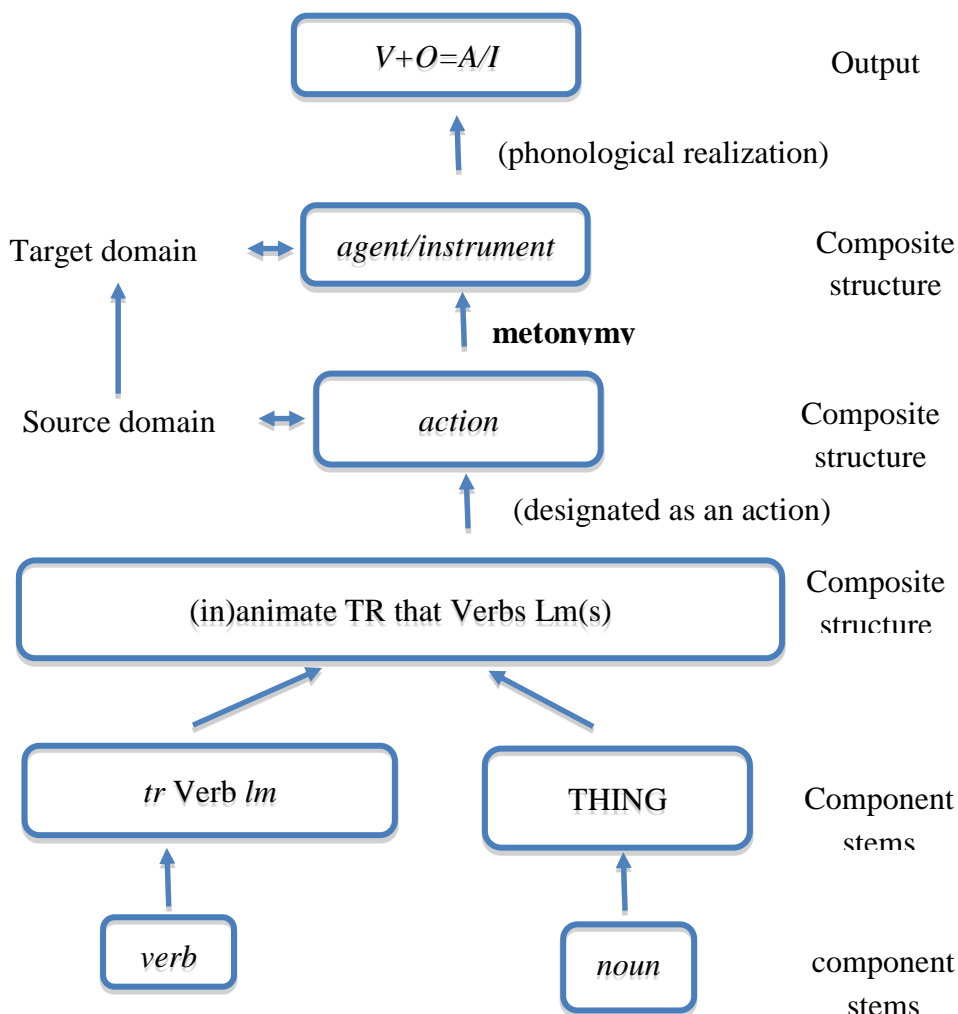 V+O=A/I
Output
(phonological realization)
Target domain
agent/instrument
Composite
structure
metonymy
Source domain
action
Composite
structure
(designated as an action)
(in)animate TR that Verbs Lm(s)
Composite
structure
tr Verb lm
THING
Component
stems
verb
noun
component
stems